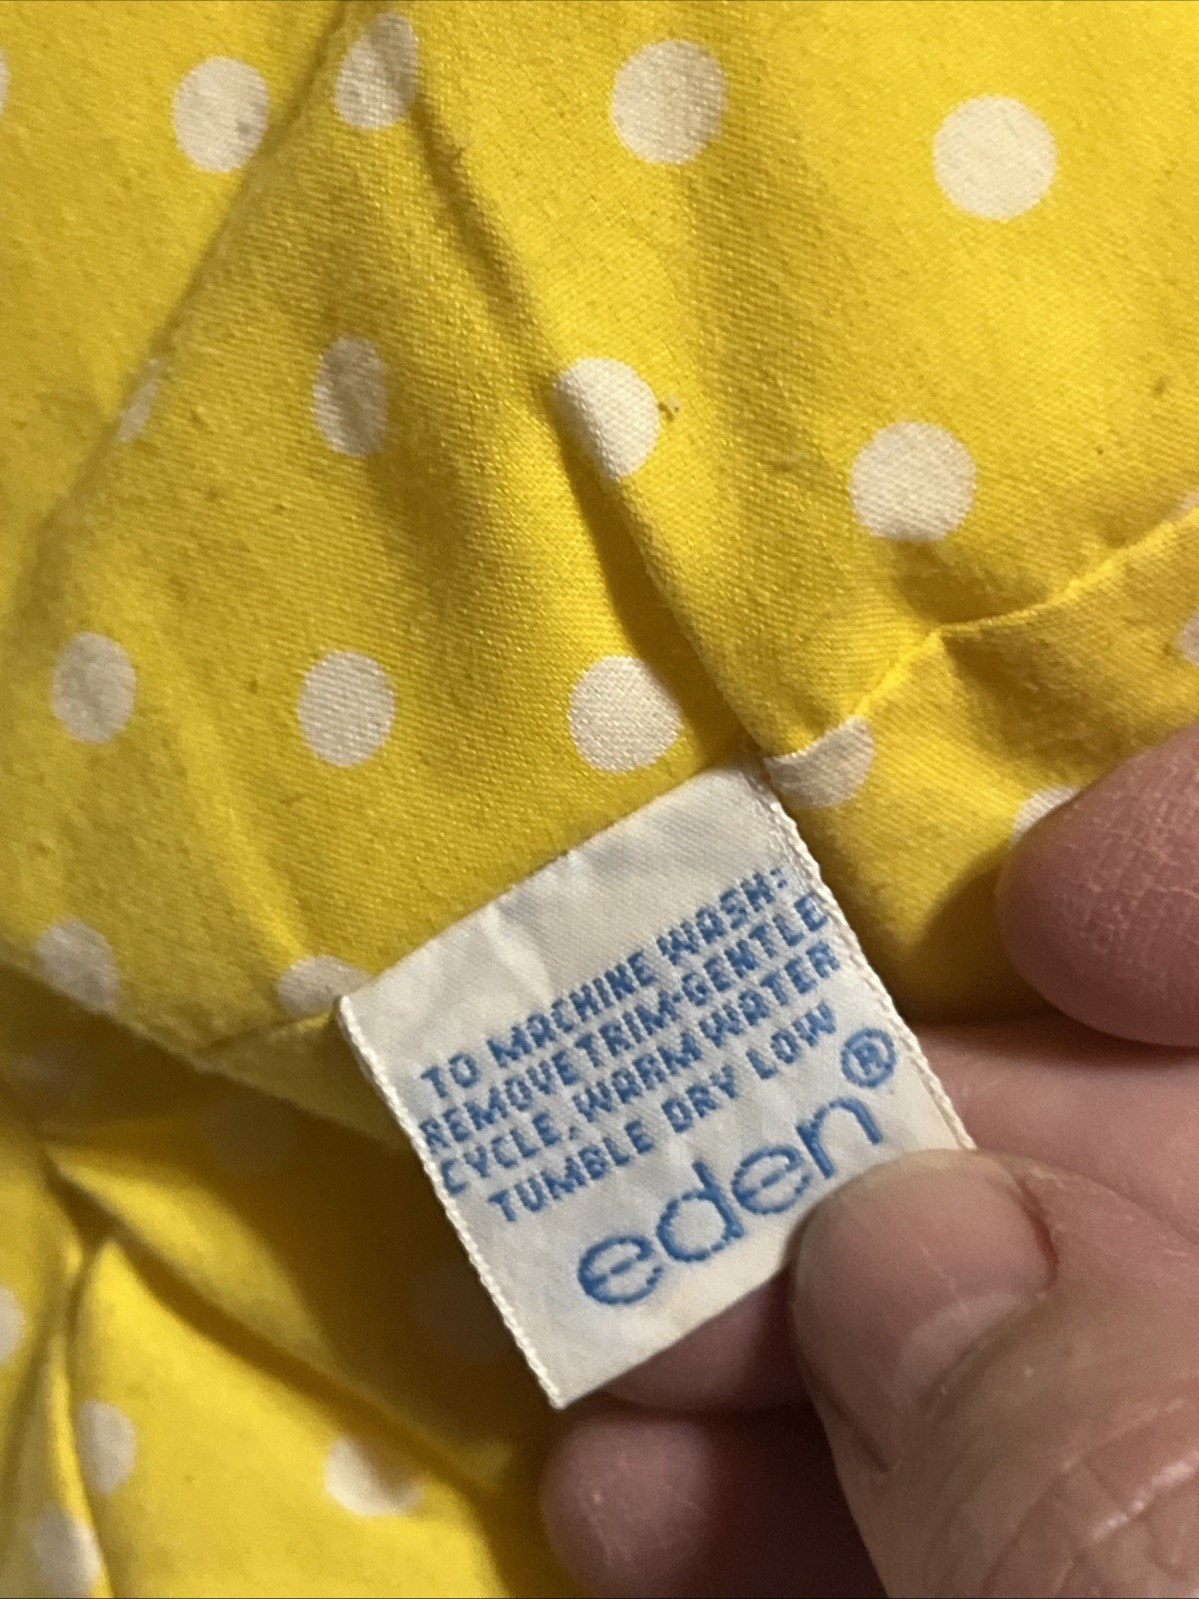 TO MACHINE WASH:
REMOVE TRIM-GENTLE
CYCLE, WARM WATER
TUMBLE DRY LOW
eden®